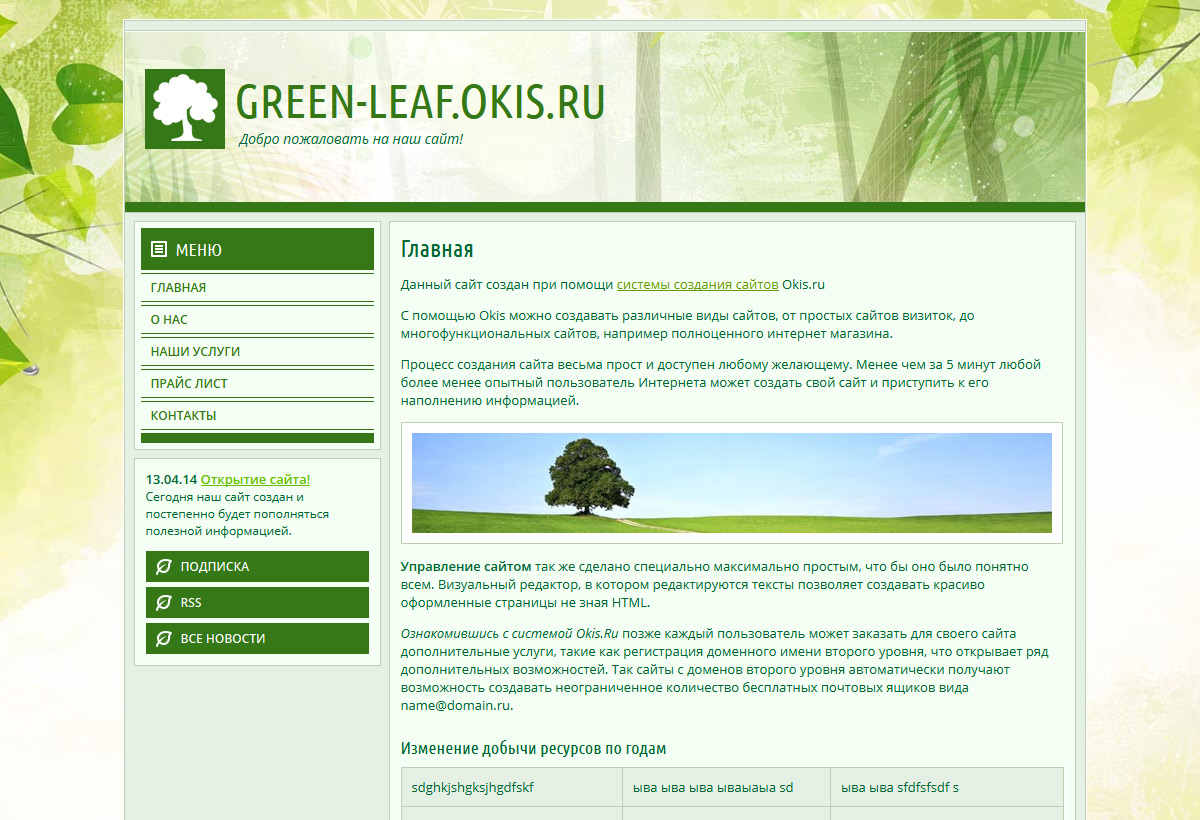 GREEN-LEAF.OKIS.RU
Добро пожаловать на наш сайт!
МЕНЮ
ГЛАВНАЯ
О НАС
НАШИ УСЛУГИ
ПРАЙС ЛИСТ
КОНТАКТЫ
13.04.14 Открытие сайта!
Сегодня наш сайт создан и
постепенно будет пополняться
полезной информацией.
ПОДПИСКА
RSS
ВСЕ НОВОСТИ
Главная
Данный сайт создан при помощи системы создания сайтов Okis.ru
С помощью Okis можно создавать различные виды сайтов, от простых сайтов визиток, до
многофункциональных сайтов, например полноценного интернет магазина.
Процесс создания сайта весьма прост и доступен любому желающему. Менее чем за 5 минут любой
более менее опытный пользователь Интернета может создать свой сайт и приступить к его
наполнению информацией.
Управление сайтом так же сделано специально максимально простым, что бы оно было понятно
всем. Визуальный редактор, в котором редактируются тексты позволяет создавать красиво
оформленные страницы не зная HTML.
Ознакомившись с системой Okis.Ru позже каждый пользователь может заказать для своего сайта
дополнительные услуги, такие как регистрация доменного имени второго уровня, что открывает ряд
дополнительных возможностей. Так сайты с доменов второго уровня автоматически получают
возможность создавать неограниченное количество бесплатных почтовых ящиков вида
name@domain.ru.
Изменение добычи ресурсов по годам
sdghkjshgksjhgdfskf ыва ыва ыва ываыаыа sd ыва ыва sfdfsfsdf s